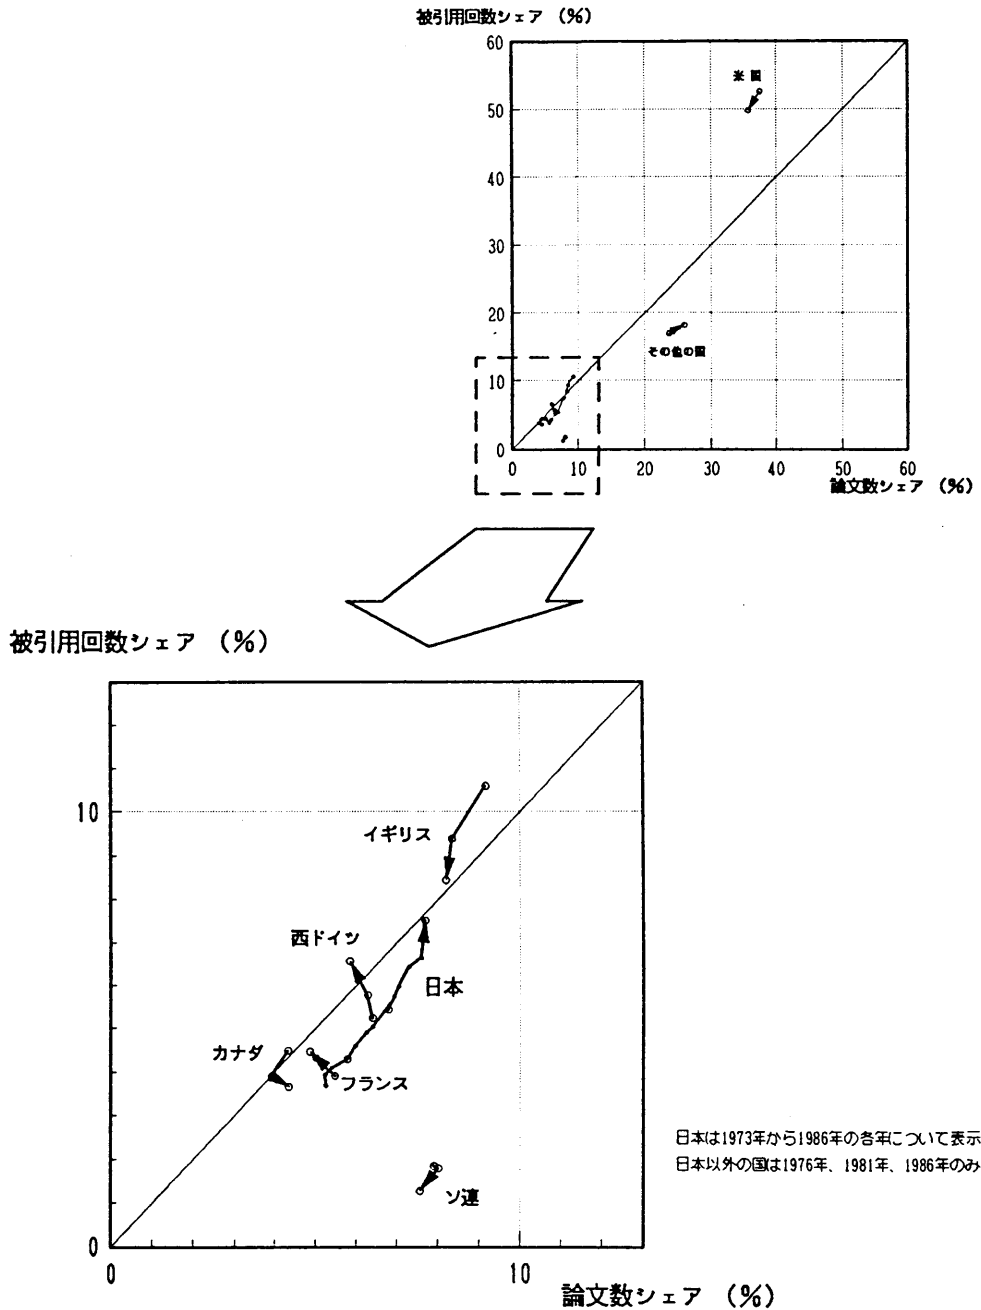 被引用回数シェア (%)
60
米国
50
40
30
20
その他の国
10
0
0 10 20 30 40 50 60
論文数シェア (%)
被引用回数シェア (%)
10
イギリス
西ドイツ
日本
カナダ
フランス
日本は1973年から1986年の各年について表示
日本以外の国は1976年、1981年、1986年のみ
ソ連
0
0 10
論文数シェア (%)